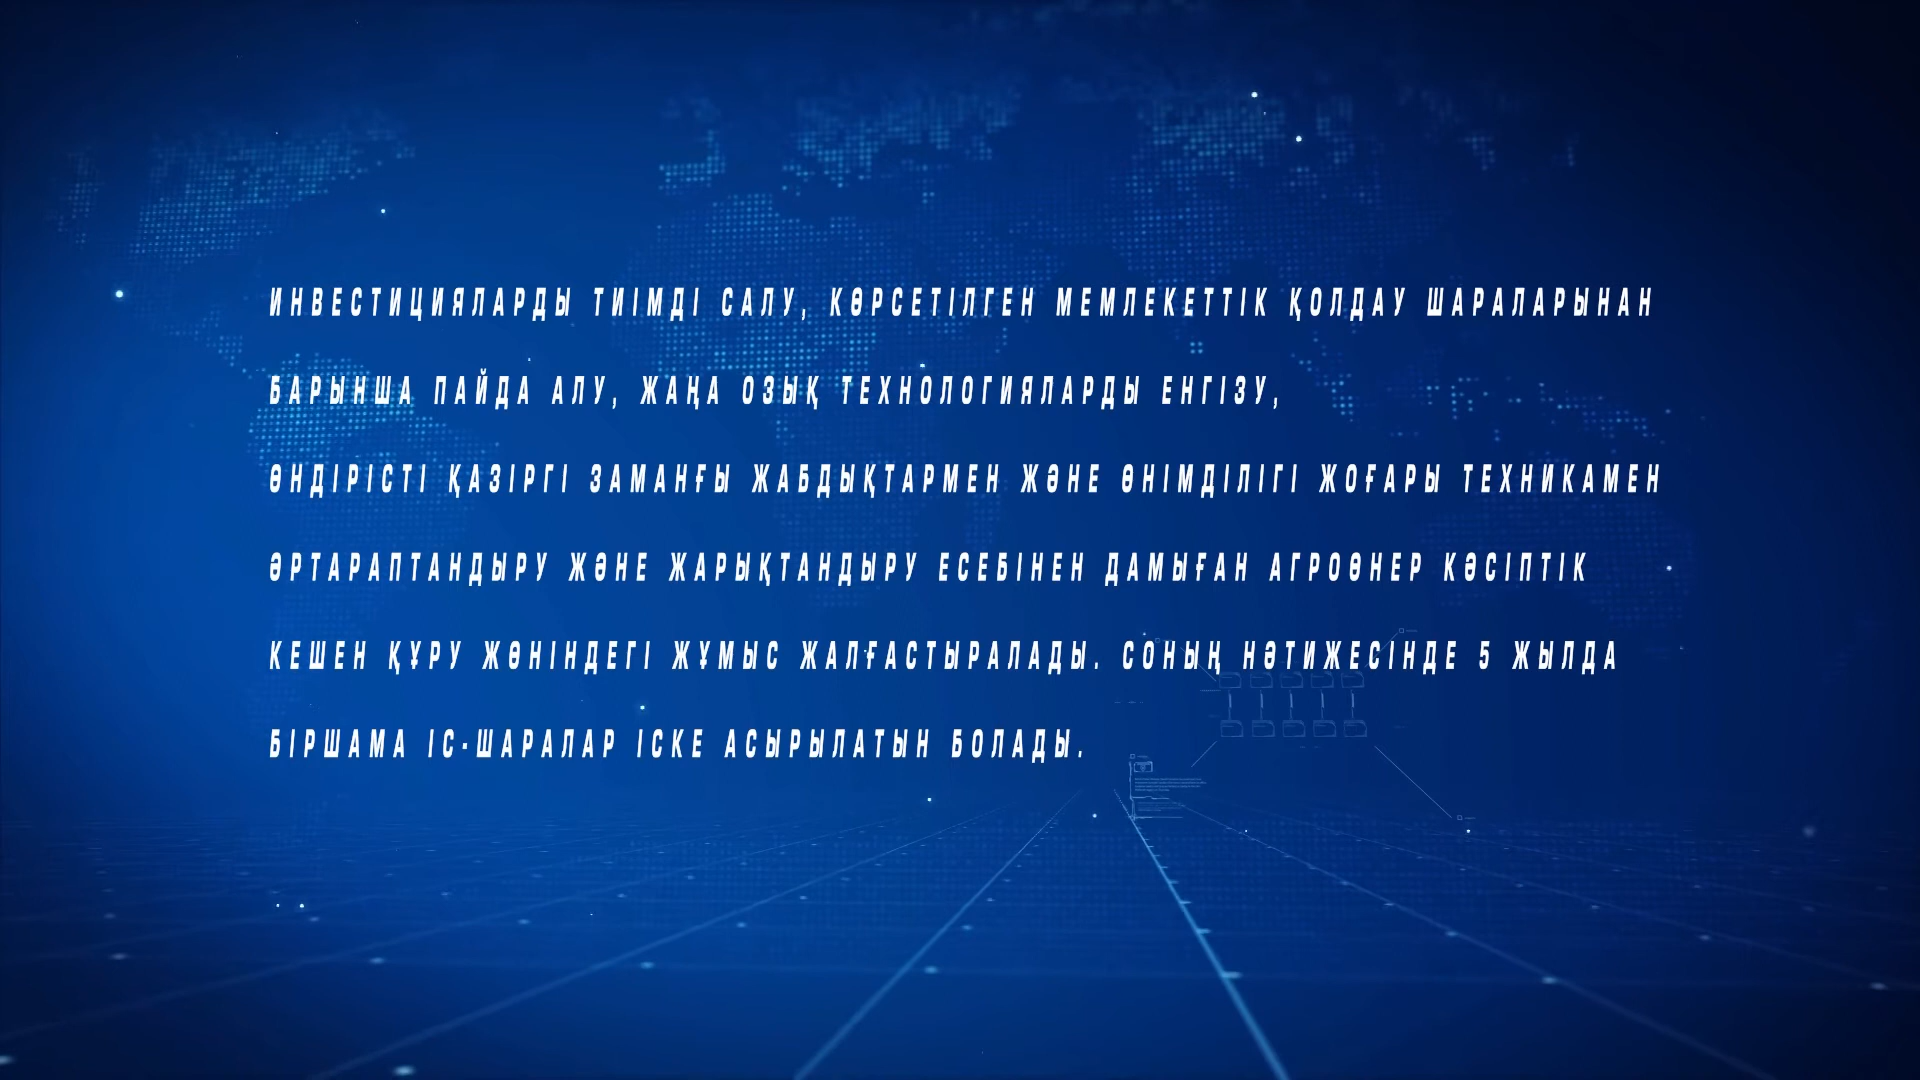 ИНВЕСТИЦИЯЛАРДЫ ТИІМДІ САЛУ, КӨРСЕТІЛГЕН МЕМЛЕКЕТТІК ҚОЛДАУ ШАРАЛАРЫНАН
БАРЫНША ПАЙДА АЛУ, ЖАҢА ОЗЫҚ ТЕХНОЛОГИЯЛАРДЫ ЕНГІЗУ,
ӨНДІРІСТІ ҚАЗІРГІ ЗАМАНҒЫ ЖАБДЫҚТАРМЕН ЖӘНЕ ӨНІМДІЛІГІ ЖОҒАРЫ ТЕХНИКАМЕН
ӘРТАРАПТАНДЫРУ ЖӘНЕ ЖАРЫҚТАНДЫРУ ЕСЕБІНЕН ДАМЫҒАН АГРОӨНЕР КӘСІПТІК
КЕШЕН ҚҰРУ ЖӨНІНДЕГІ ЖҰМЫС ЖАЛҒАСТЫРАЛАДЫ. СОНЫҢ НӘТИЖЕСІНДЕ 5 ЖЫЛДА
БІРШАМА ІС-ШАРАЛАР ІСКЕ АСЫРЫЛАТЫН БОЛАДЫ.